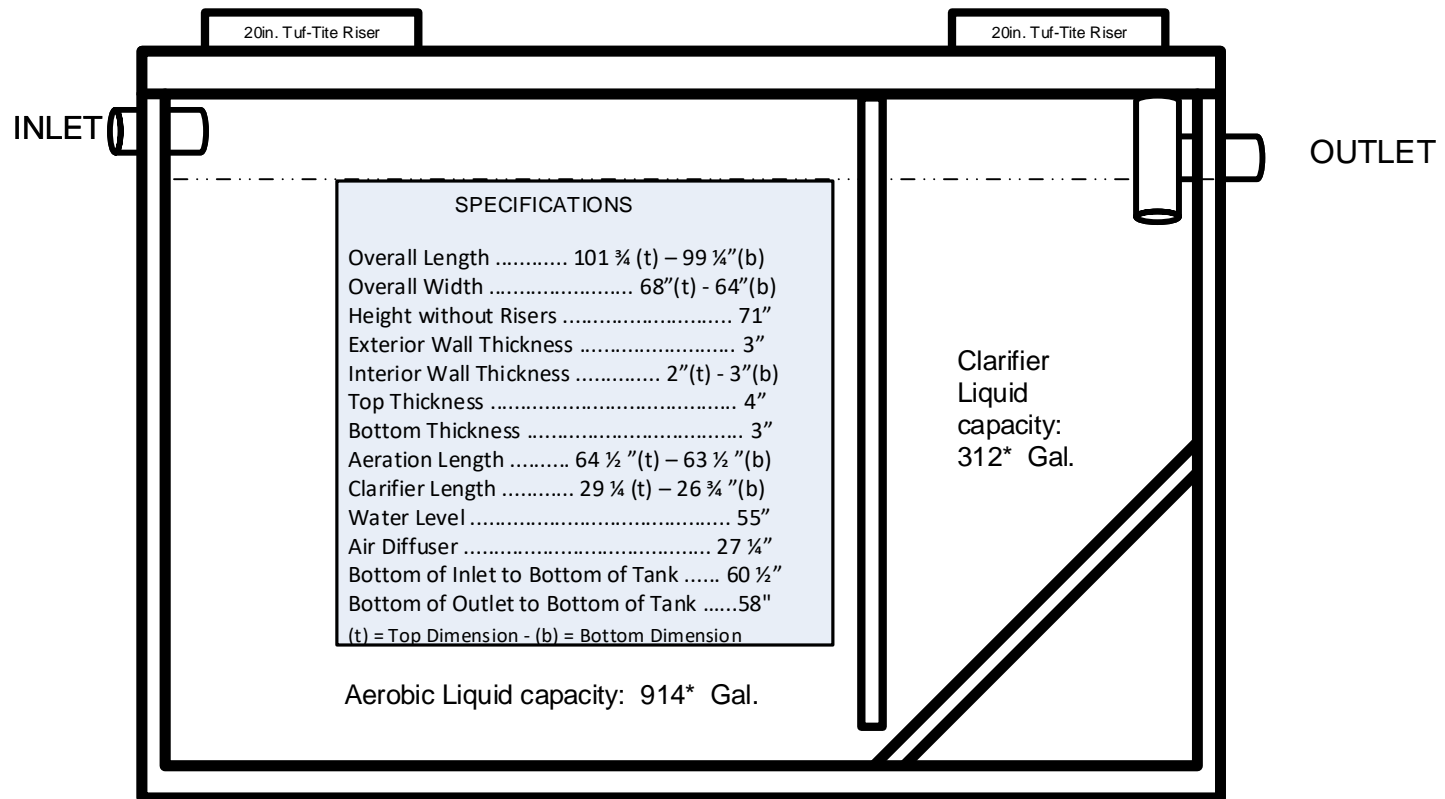 20in. Tuf-Tite Riser
20in. Tuf-Tite Riser
INLET
OUTLET
SPECIFICATIONS
Overall Length ............ 101 ¾ (t) – 99 ¼”(b)
Overall Width ....................... 68”(t) - 64”(b)
Height without Risers ........................... 71”
Exterior Wall Thickness ......................... 3”
Interior Wall Thickness .............. 2”(t) - 3”(b)
Top Thickness ....................................... 4”
Bottom Thickness .................................. 3”
Aeration Length .......... 64 ½ ”(t) – 63 ½ ”(b)
Clarifier Length ............ 29 ¼ (t) – 26 ¾ ”(b)
Water Level .......................................... 55”
Air Diffuser ....................................... 27 ¼”
Bottom of Inlet to Bottom of Tank ...... 60 ½”
Bottom of Outlet to Bottom of Tank ......58"
(t) = Top Dimension - (b) = Bottom Dimension
Clarifier
Liquid
capacity:
312* Gal.
Aerobic Liquid capacity: 914* Gal.